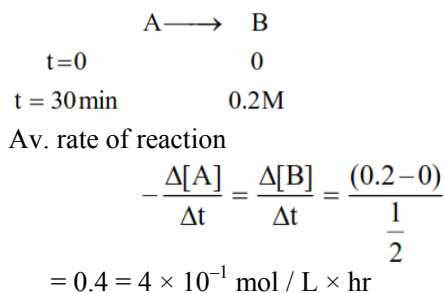 A ⟶ B
t=0 0
t = 30 min 0.2M
Av. rate of reaction
−Δ[A]/Δt = Δ[B]/Δt = (0.2−0)/(1/2)
= 0.4 = 4 × 10⁻¹ mol / L × hr